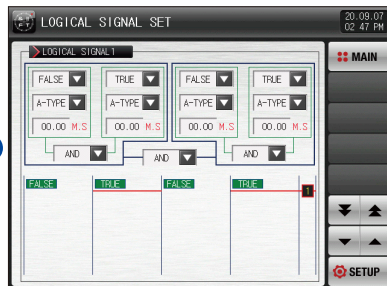 LOGICAL SIGNAL SET
20.09.07
02 47 PM
LOGICAL SIGNAL1
MAIN
FALSE TRUE FALSE TRUE
A-TYPE A-TYPE A-TYPE A-TYPE
00.00 M.S 00.00 M.S 00.00 M.S 00.00 M.S
AND AND AND
FALSE TRUE FALSE TRUE
1
SETUP